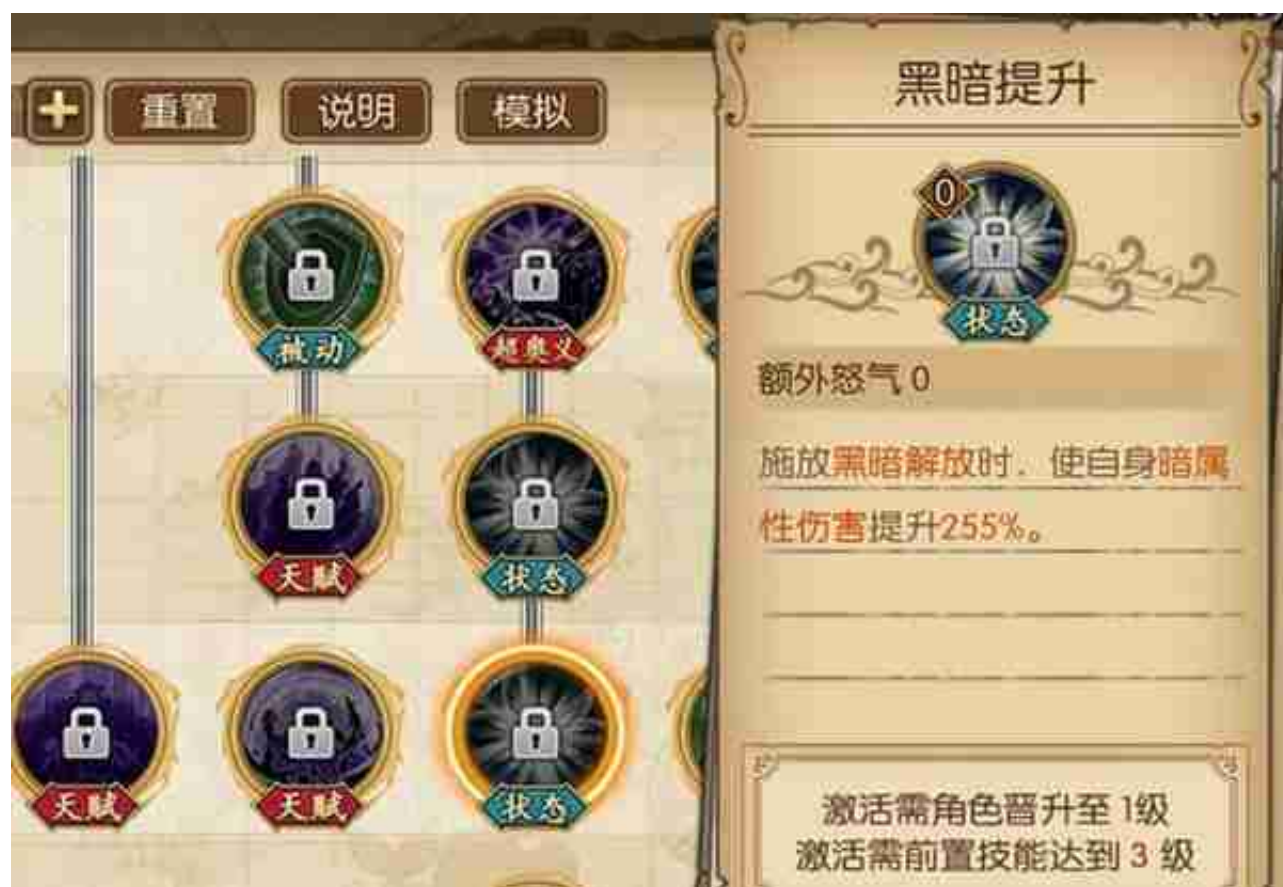 重置
说明
模拟
被动
超奥义
天赋
状态
天赋
天赋
状态
黑暗提升
0
状态
额外怒气 0
施放黑暗解放时，使自身暗属
性伤害提升255%。
激活需角色晋升至 1级
激活需前置技能达到 3 级